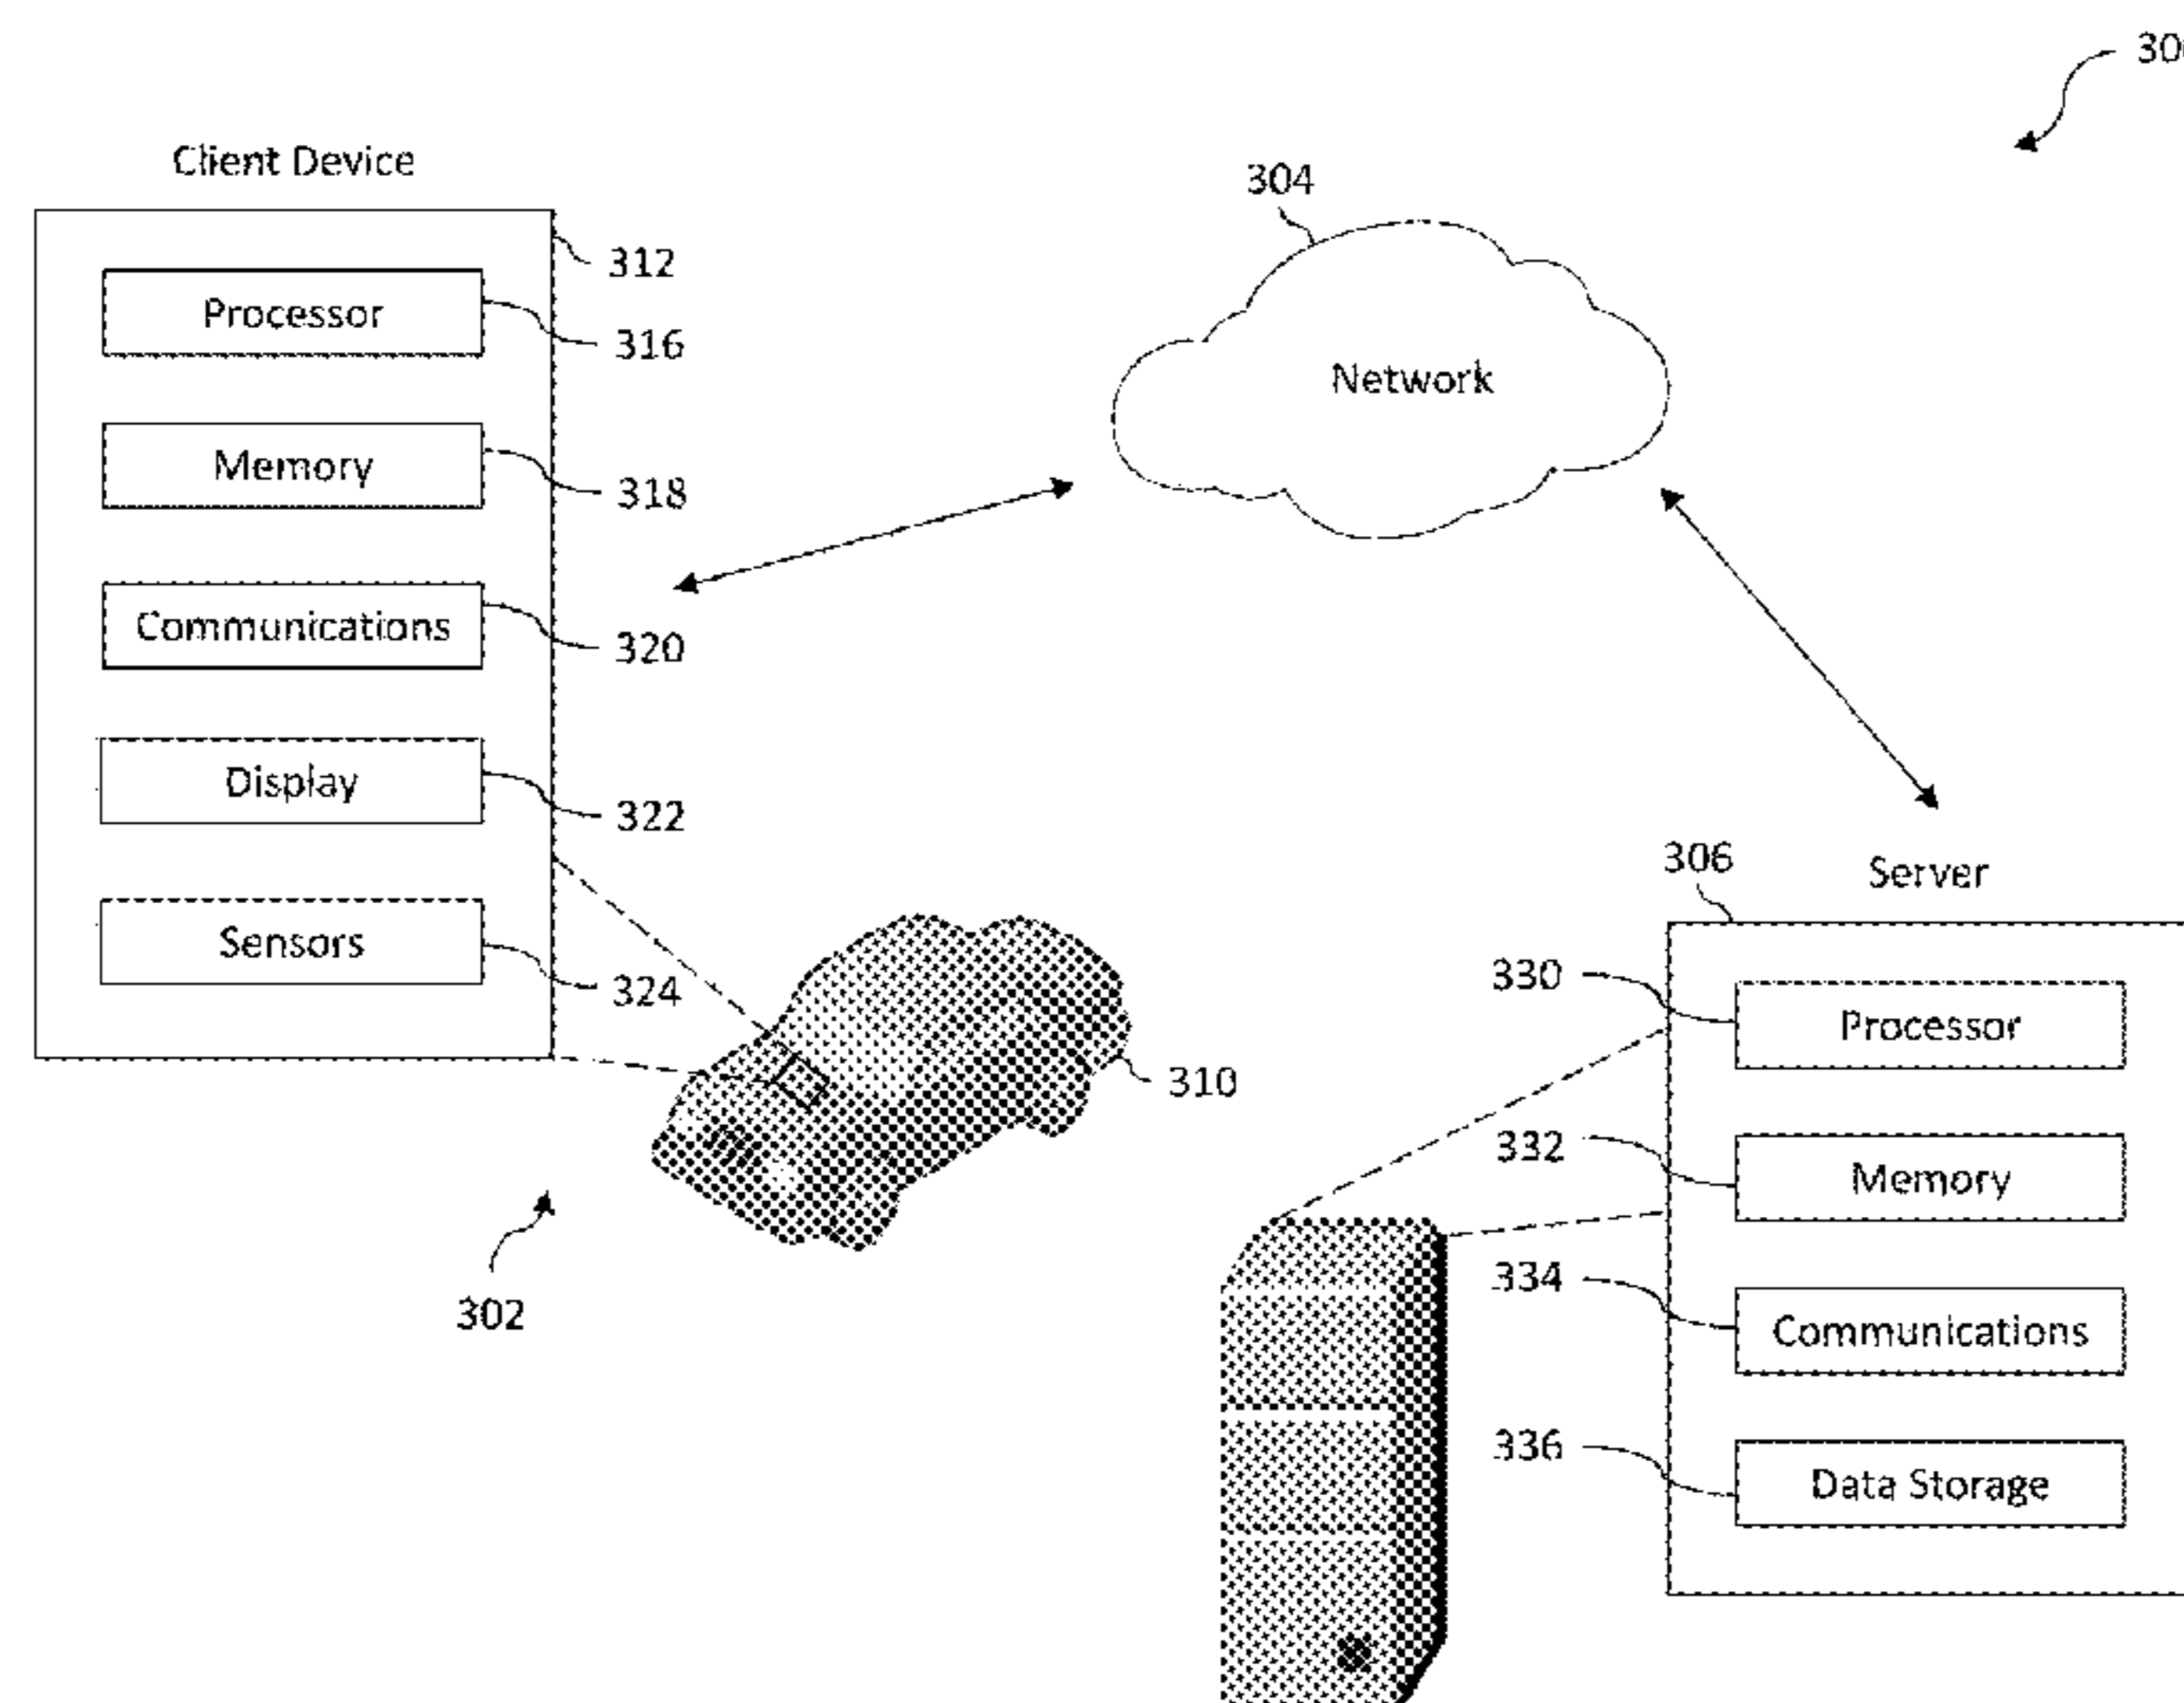 30
Client Device
304
312
Processor
316
Network
Memory
318
Communications
320
Display
322
306
Server
Sensors
324
330
Processor
310
332
Memory
302
334
Communications
336
Data Storage